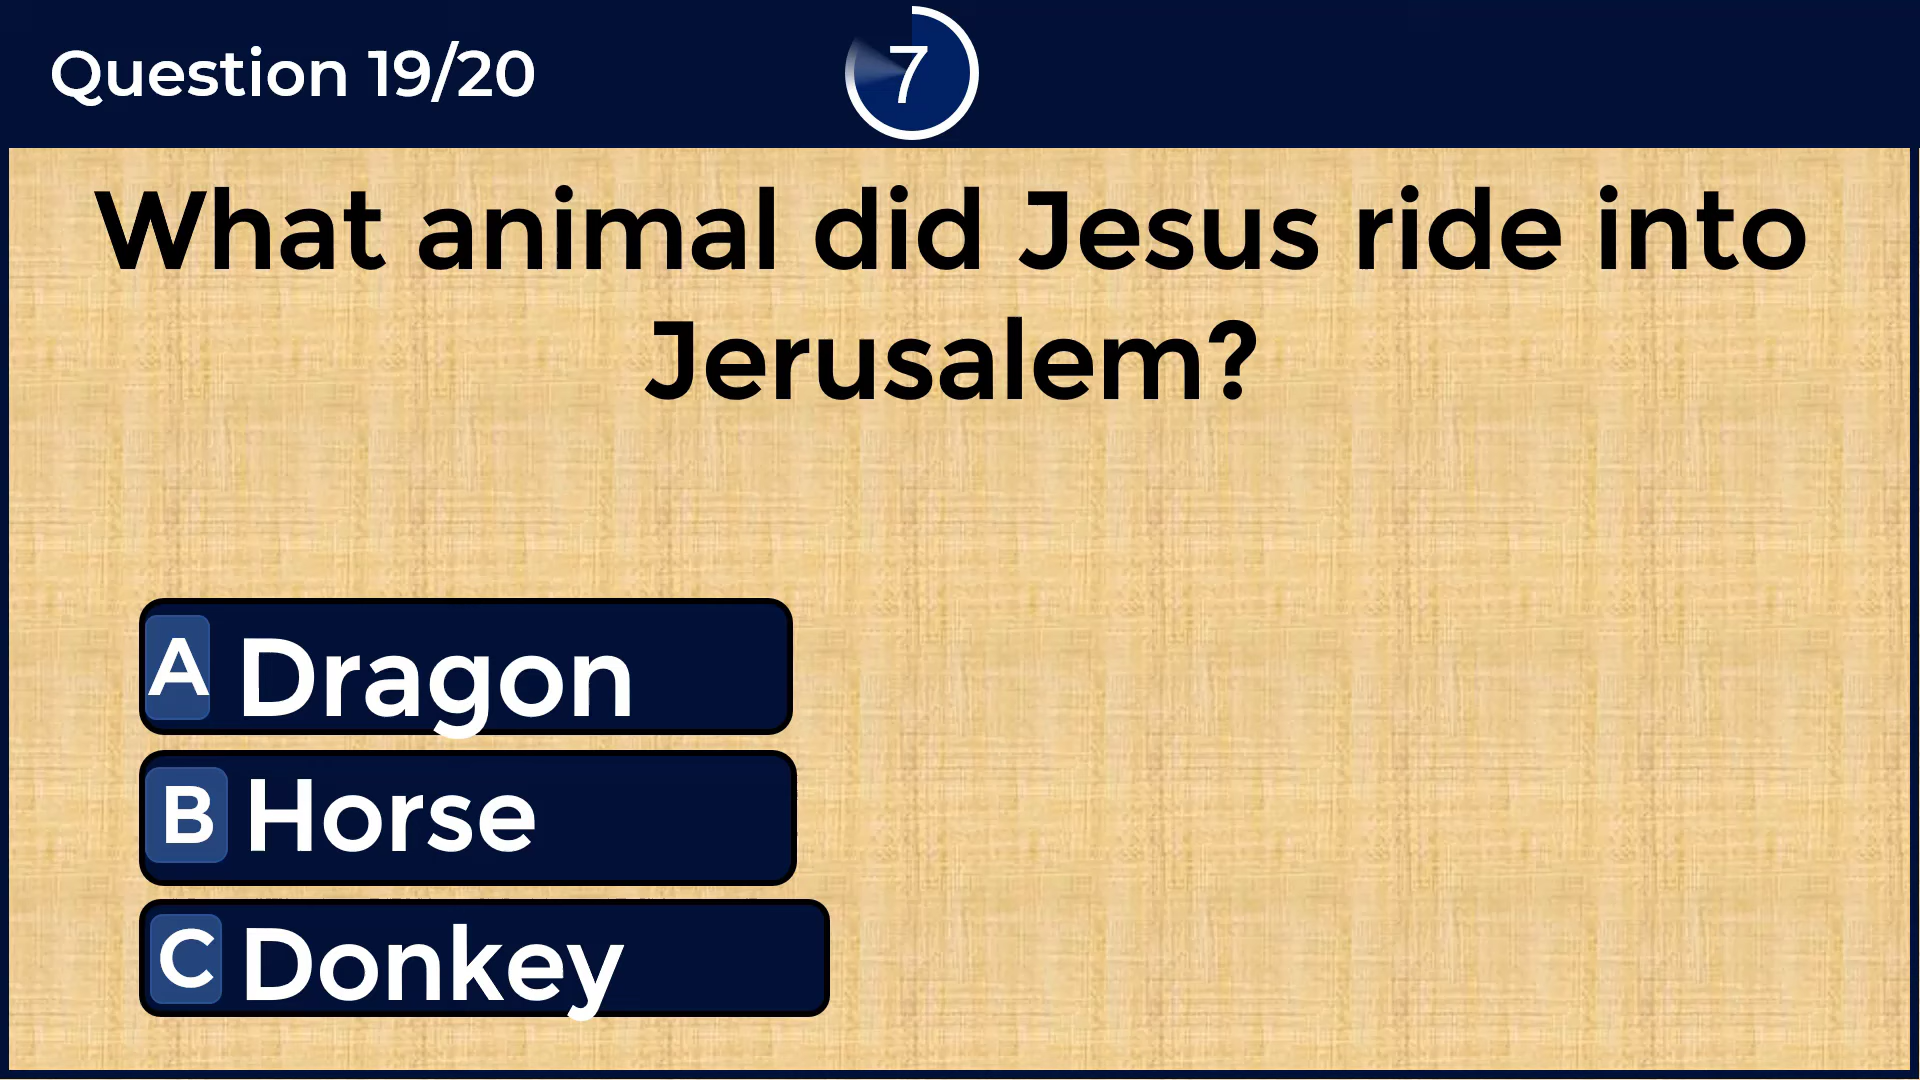 Question 19/20
7
What animal did Jesus ride into
Jerusalem?
A Dragon
B Horse
C Donkey